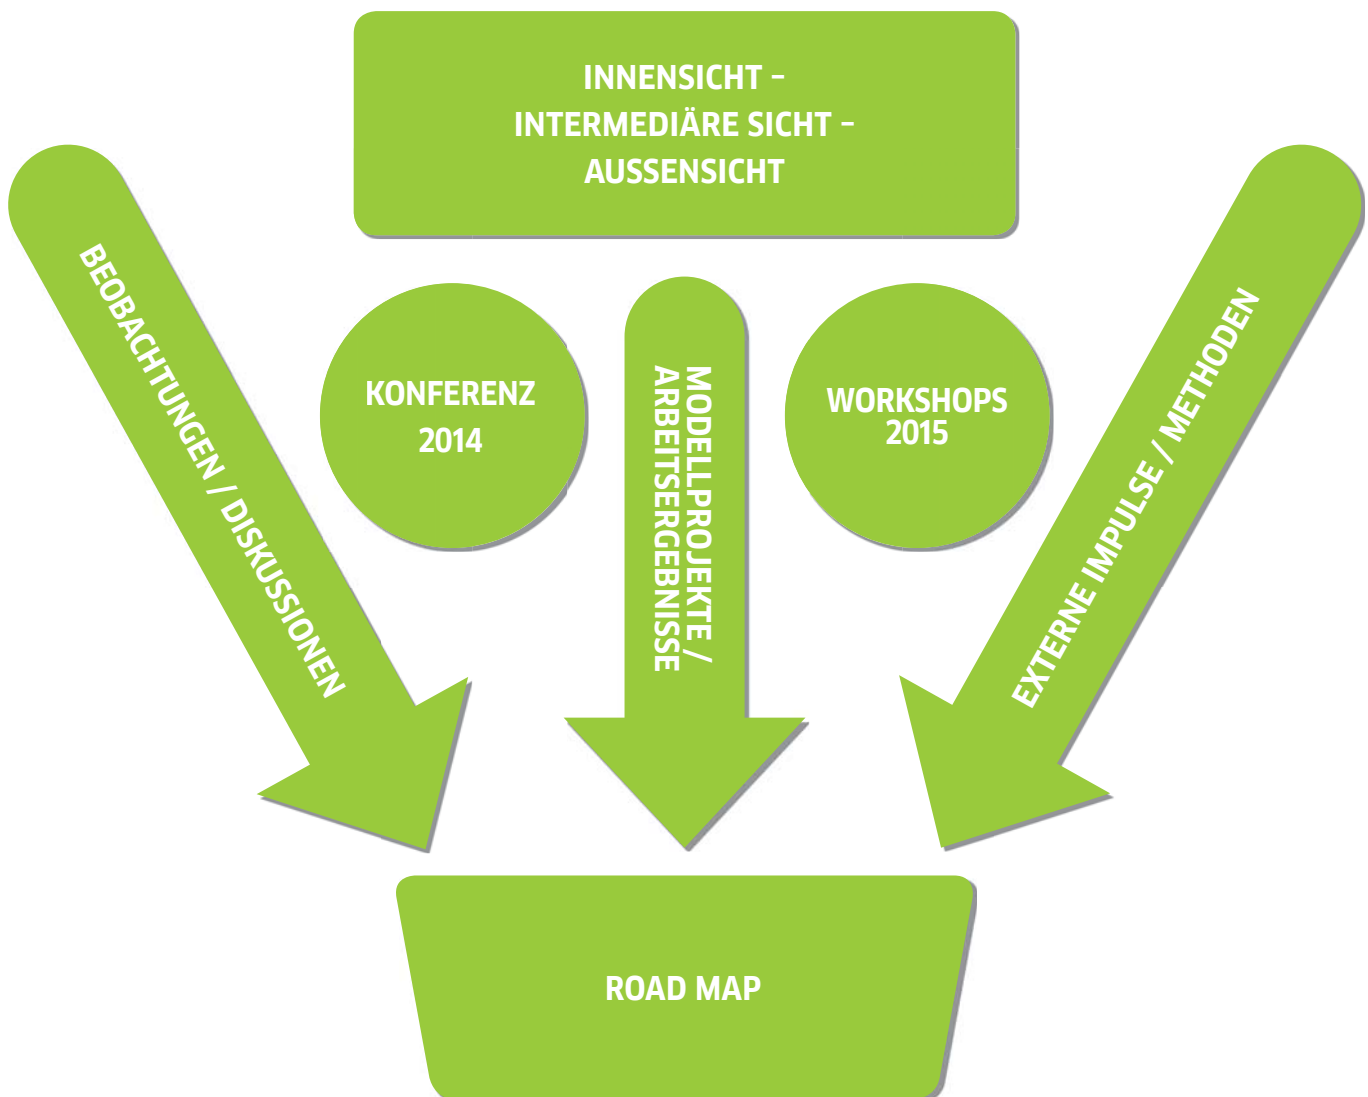 INNENSICHT –
INTERMEDIÄRE SICHT –
AUSSENSICHT
BEOBACHTUNGEN / DISKUSSIONEN
KONFERENZ
2014
MODELLPROJEKTE /
ARBEITSERGEBNISSE
WORKSHOPS
2015
EXTERNE IMPULSE / METHODEN
ROAD MAP